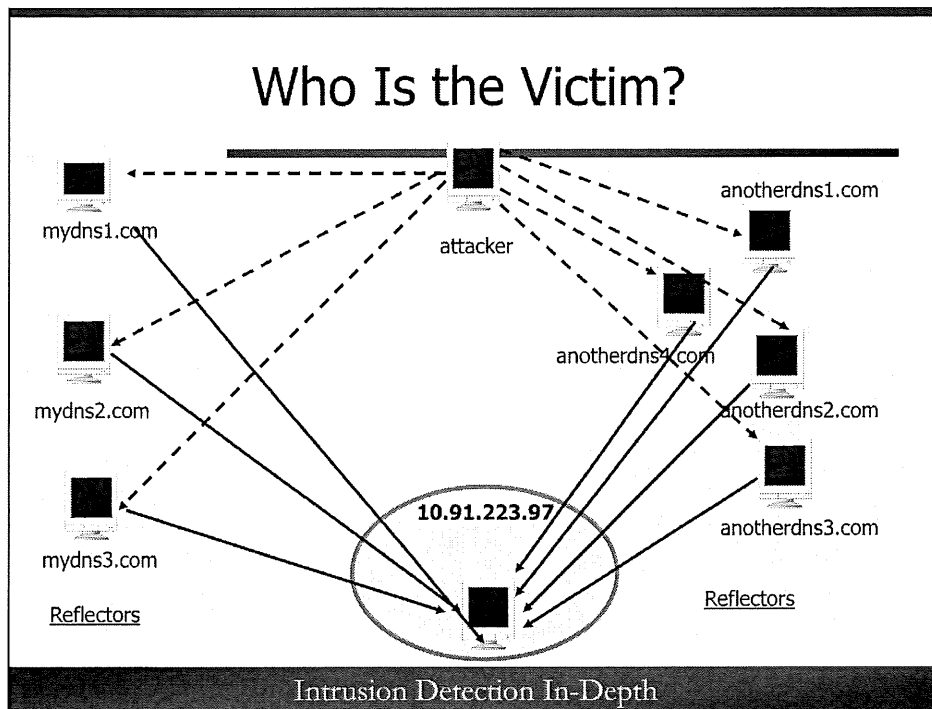 Who Is the Victim?
mydns1.com
attacker
anotherdns1.com
anotherdns4.com
mydns2.com
anotherdns2.com
10.91.223.97
mydns3.com
anotherdns3.com
Reflectors
Reflectors
Intrusion Detection In-Depth